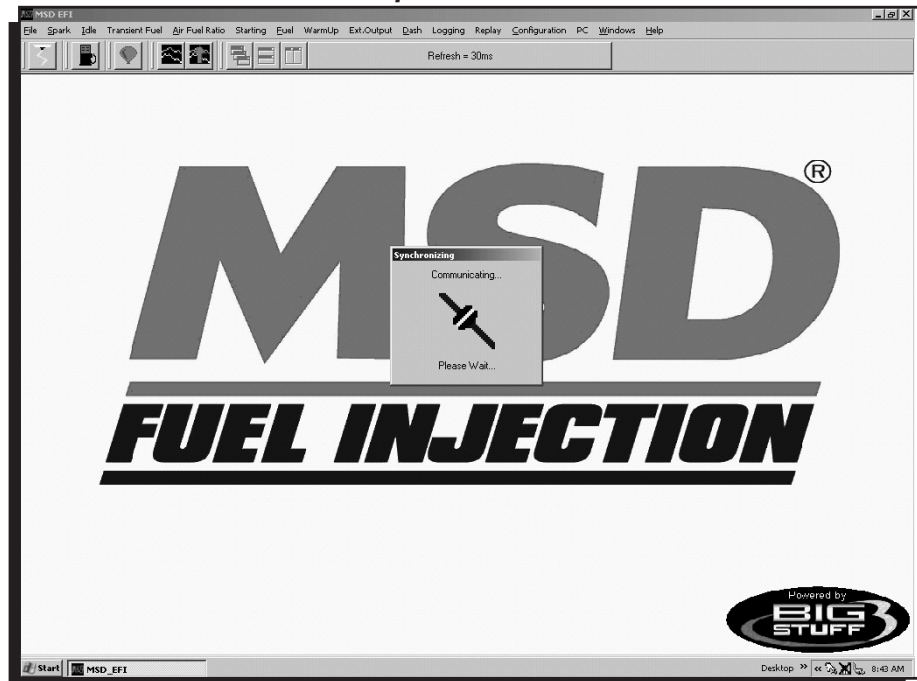 MSD EFI
File Spark Idle Transient Fuel Air Fuel Ratio Starting Fuel WarmUp Ext.Output Dash Logging Replay Configuration PC Windows Help
Refresh = 30ms
MSD®
Synchronizing
Communicating...
Please Wait...
FUEL INJECTION
Powered by
BIG
STUFF
3
Start MSD_EFI Desktop » « 8:43 AM